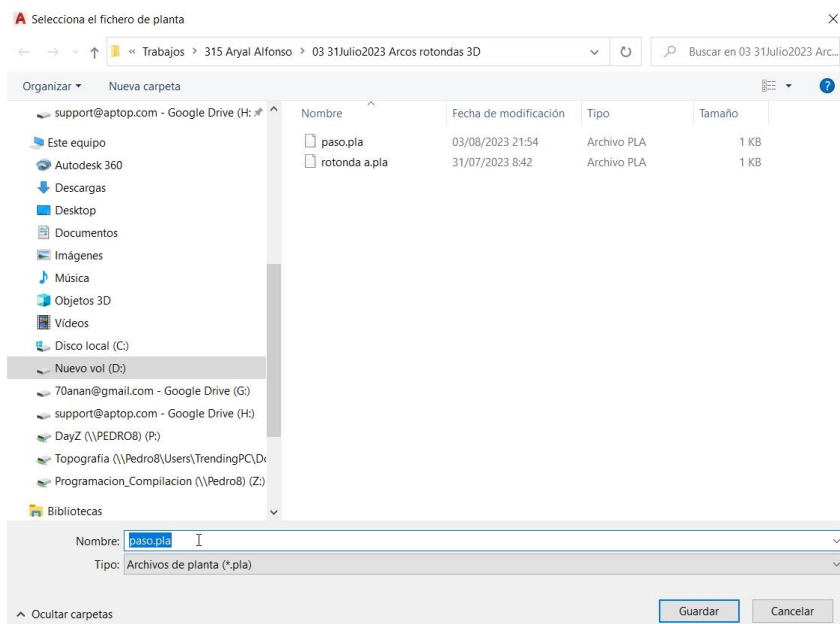 Selecciona el fichero de planta
« Trabajos > 315 Aryal Alfonso > 03 31Julio2023 Arcos rotondas 3D
Buscar en 03 31Julio2023 Arc...
Organizar
Nueva carpeta
support@aptop.com - Google Drive (H:
Este equipo
Autodesk 360
Descargas
Desktop
Documentos
Imágenes
Música
Objetos 3D
Vídeos
Disco local (C:)
Nuevo vol (D:)
70anan@gmail.com - Google Drive (G:)
support@aptop.com - Google Drive (H:)
DayZ (\\PEDRO8) (P:)
Topografia (\\Pedro8\Users\TrendingPC\Do
Programacion_Compilacion (\\Pedro8) (Z:)
Bibliotecas
Nombre Fecha de modificación Tipo Tamaño
paso.pla 03/08/2023 21:54 Archivo PLA 1 KB
rotonda a.pla 31/07/2023 8:42 Archivo PLA 1 KB
Nombre: paso.pla
Tipo: Archivos de planta (*.pla)
Ocultar carpetas
Guardar
Cancelar